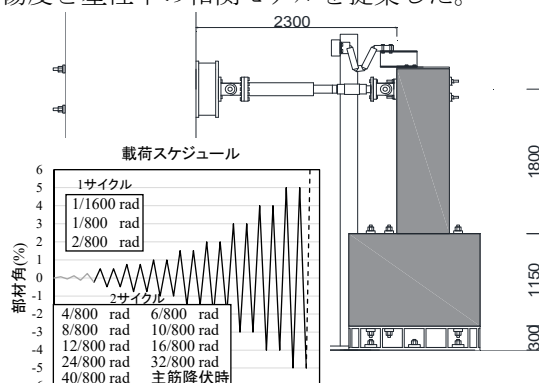 傷度と塑性率の相関モデルを提案した。
2300
載荷スケジュール
6
5
4
3
2
1
0
-1
-2
-3
-4
-5
部材角(%)
1サイクル
1/1600 rad
1/800 rad
2/800 rad
2サイクル
4/800 rad 6/800 rad
8/800 rad 10/800 rad
12/800 rad 16/800 rad
24/800 rad 32/800 rad
40/800 rad 主筋降伏時
1800
1150
300